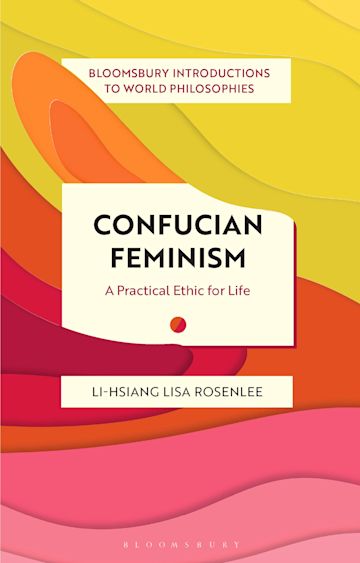 BLOOMSBURY INTRODUCTIONS
TO WORLD PHILOSOPHIES
CONFUCIAN
FEMINISM
A Practical Ethic for Life
LI-HSIANG LISA ROSENLEE
BLOOMSBURY